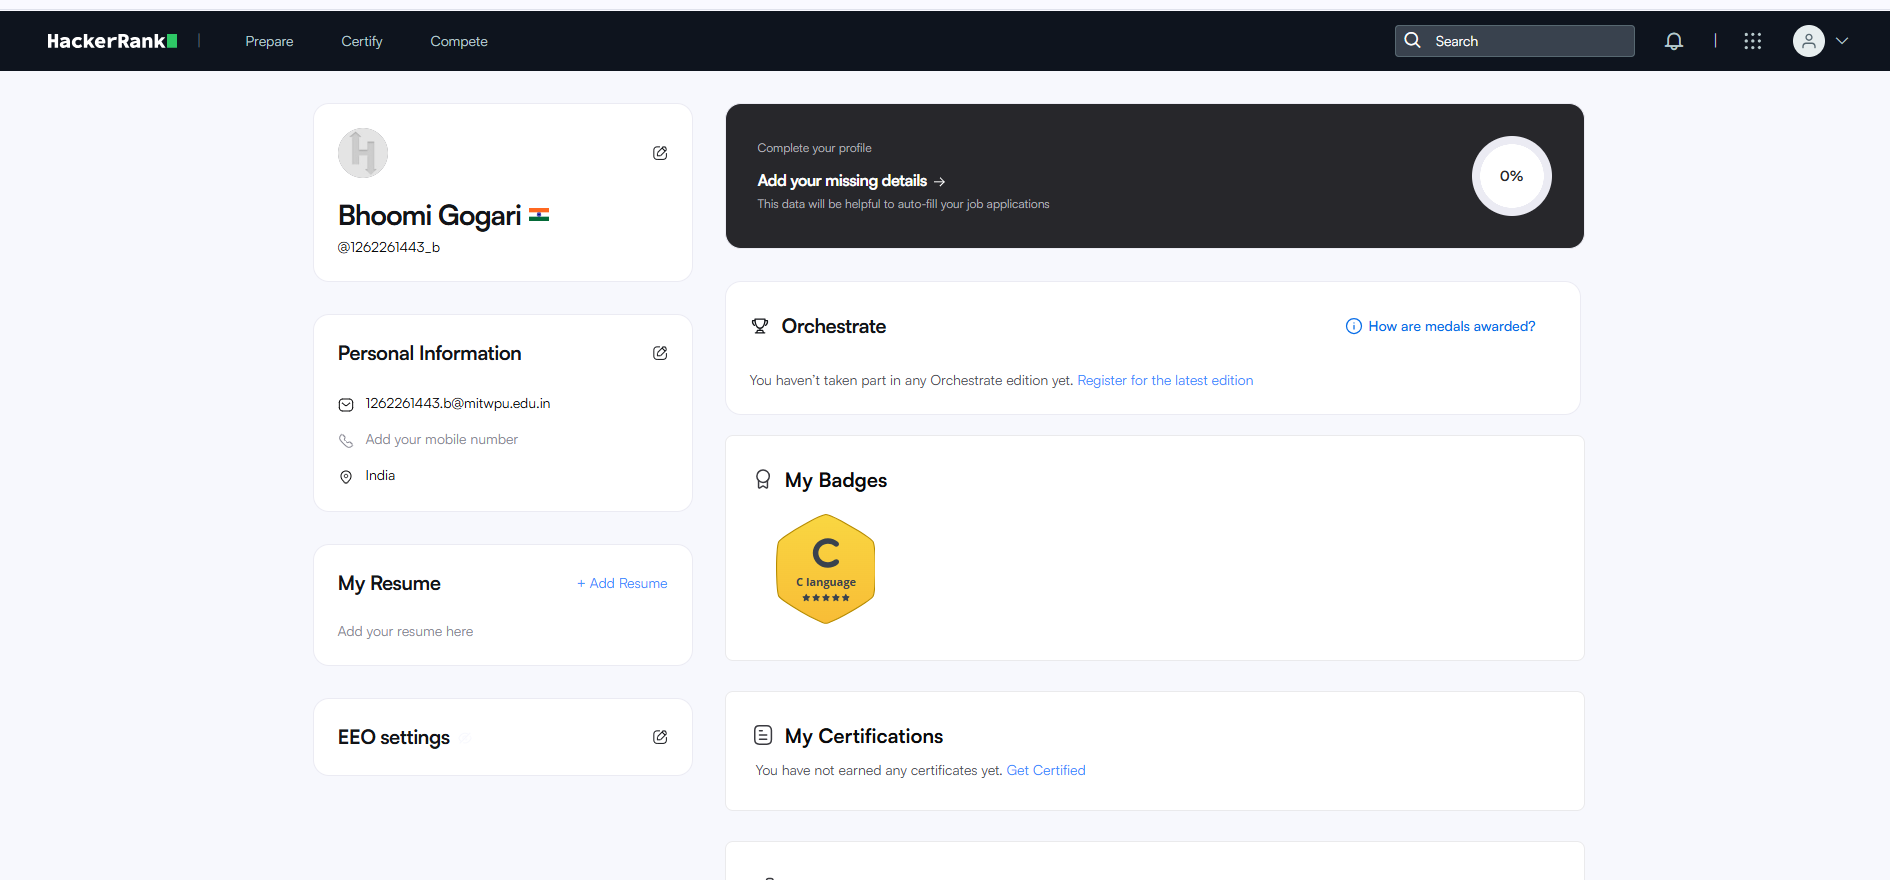 HackerRank
Prepare
Certify
Compete
Search
Bhoomi Gogari
@1262261443_b
Personal Information
1262261443.b@mitwpu.edu.in
Add your mobile number
India
My Resume
+ Add Resume
Add your resume here
EEO settings
Complete your profile
Add your missing details →
This data will be helpful to auto-fill your job applications
0%
Orchestrate
How are medals awarded?
You haven't taken part in any Orchestrate edition yet. Register for the latest edition
My Badges
C
C language
★★★★★
My Certifications
You have not earned any certificates yet. Get Certified